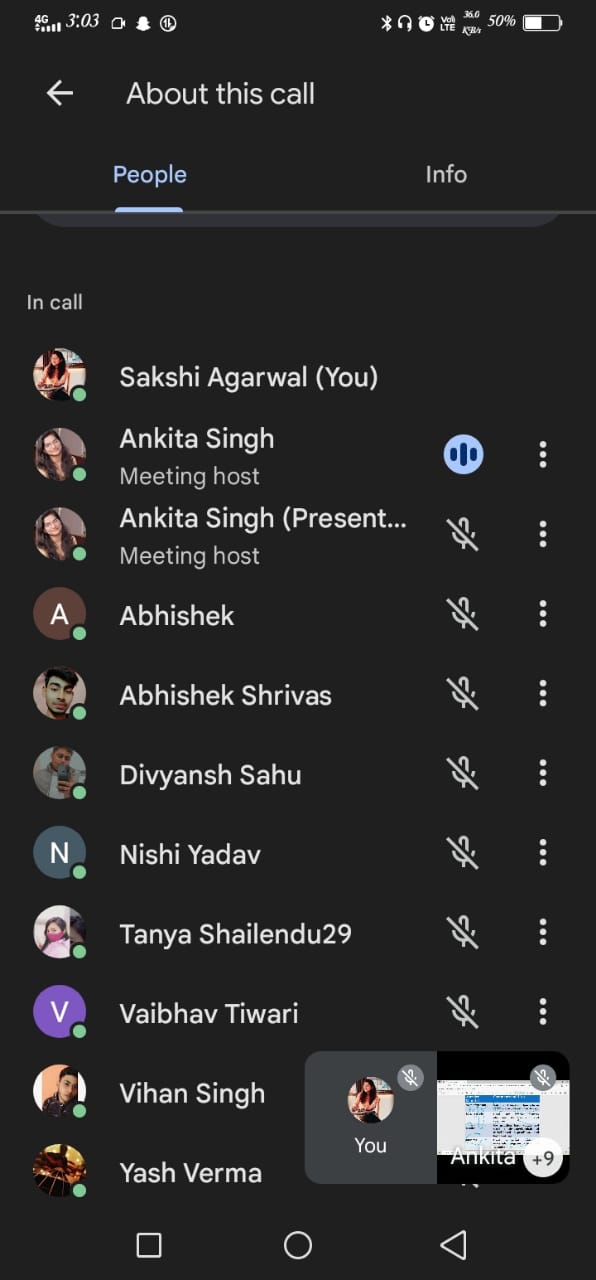 4G 3:03 Vo) LTE 36.0 KB/s 50%
About this call
People Info
In call
Sakshi Agarwal (You)
Ankita Singh
Meeting host
Ankita Singh (Present...
Meeting host
A Abhishek
Abhishek Shrivas
Divyansh Sahu
N Nishi Yadav
Tanya Shailendu29
V Vaibhav Tiwari
Vihan Singh
You
Ankita +9
Yash Verma